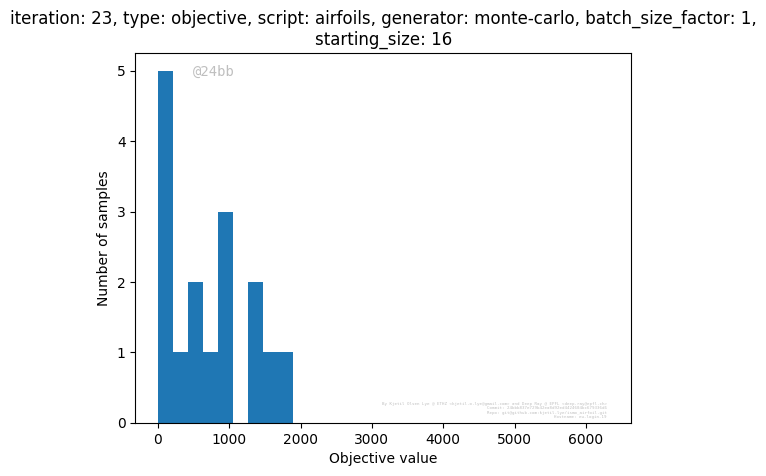 iteration: 23, type: objective, script: airfoils, generator: monte-carlo, batch_size_factor: 1,
starting_size: 16
@24bb
5
4
3
2
1
0
Number of samples
0 1000 2000 3000 4000 5000 6000
Objective value